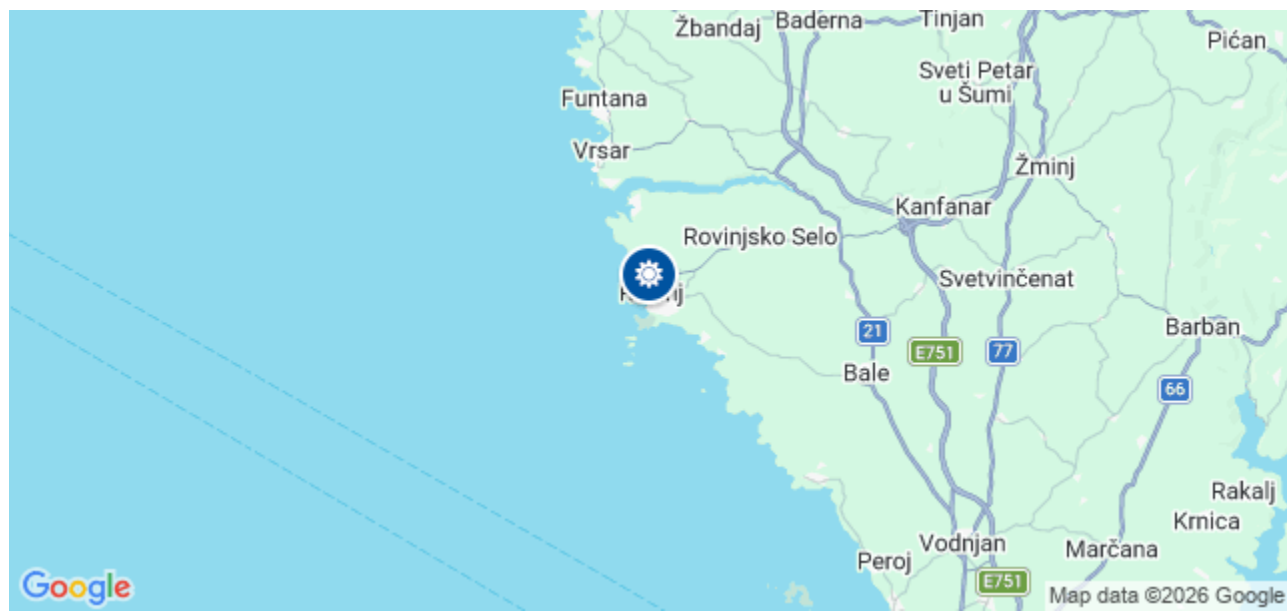 Žbandaj
Baderna
Tinjan
Pićan
Sveti Petar
u Šumi
Funtana
Vrsar
Žminj
Kanfanar
Rovinjsko Selo
Svetvinčenat
Barban
21
E751
77
Bale
66
Rakalj
Krnica
Vodnjan
Marčana
Peroj
E751
Google
Map data ©2026 Google